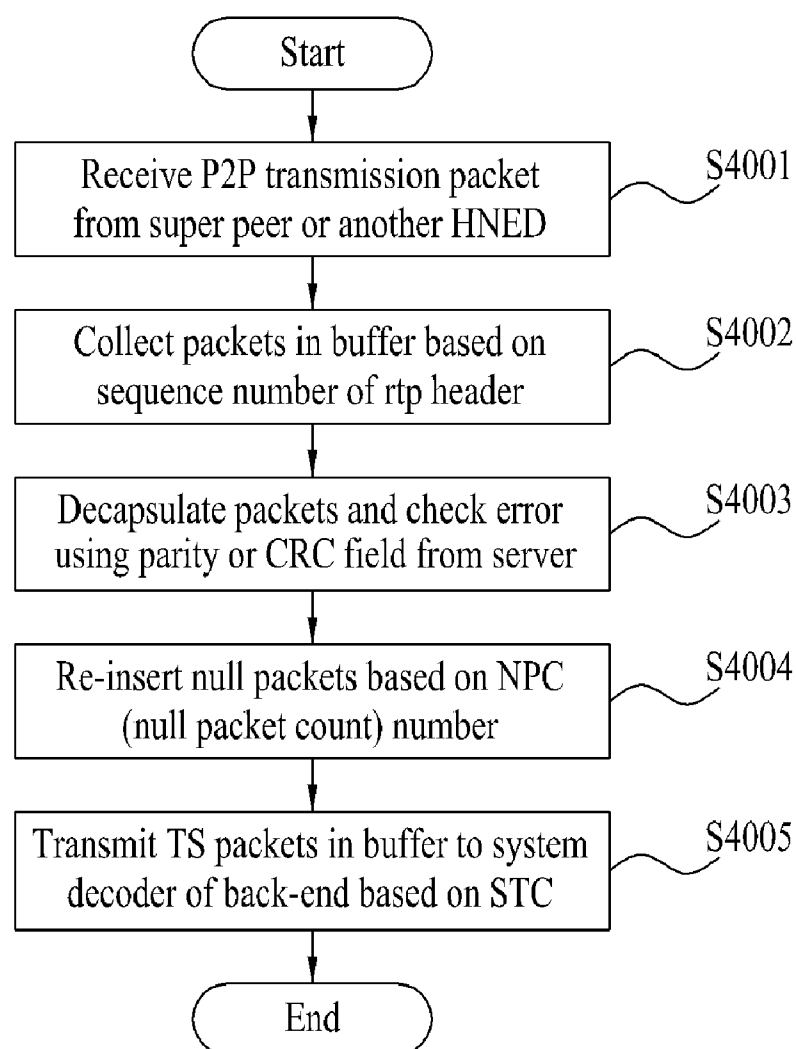 Start
Receive P2P transmission packet
from super peer or another HNED
S4001
Collect packets in buffer based on
sequence number of rtp header
S4002
Decapsulate packets and check error
using parity or CRC field from server
S4003
Re-insert null packets based on NPC
(null packet count) number
S4004
Transmit TS packets in buffer to system
decoder of back-end based on STC
S4005
End